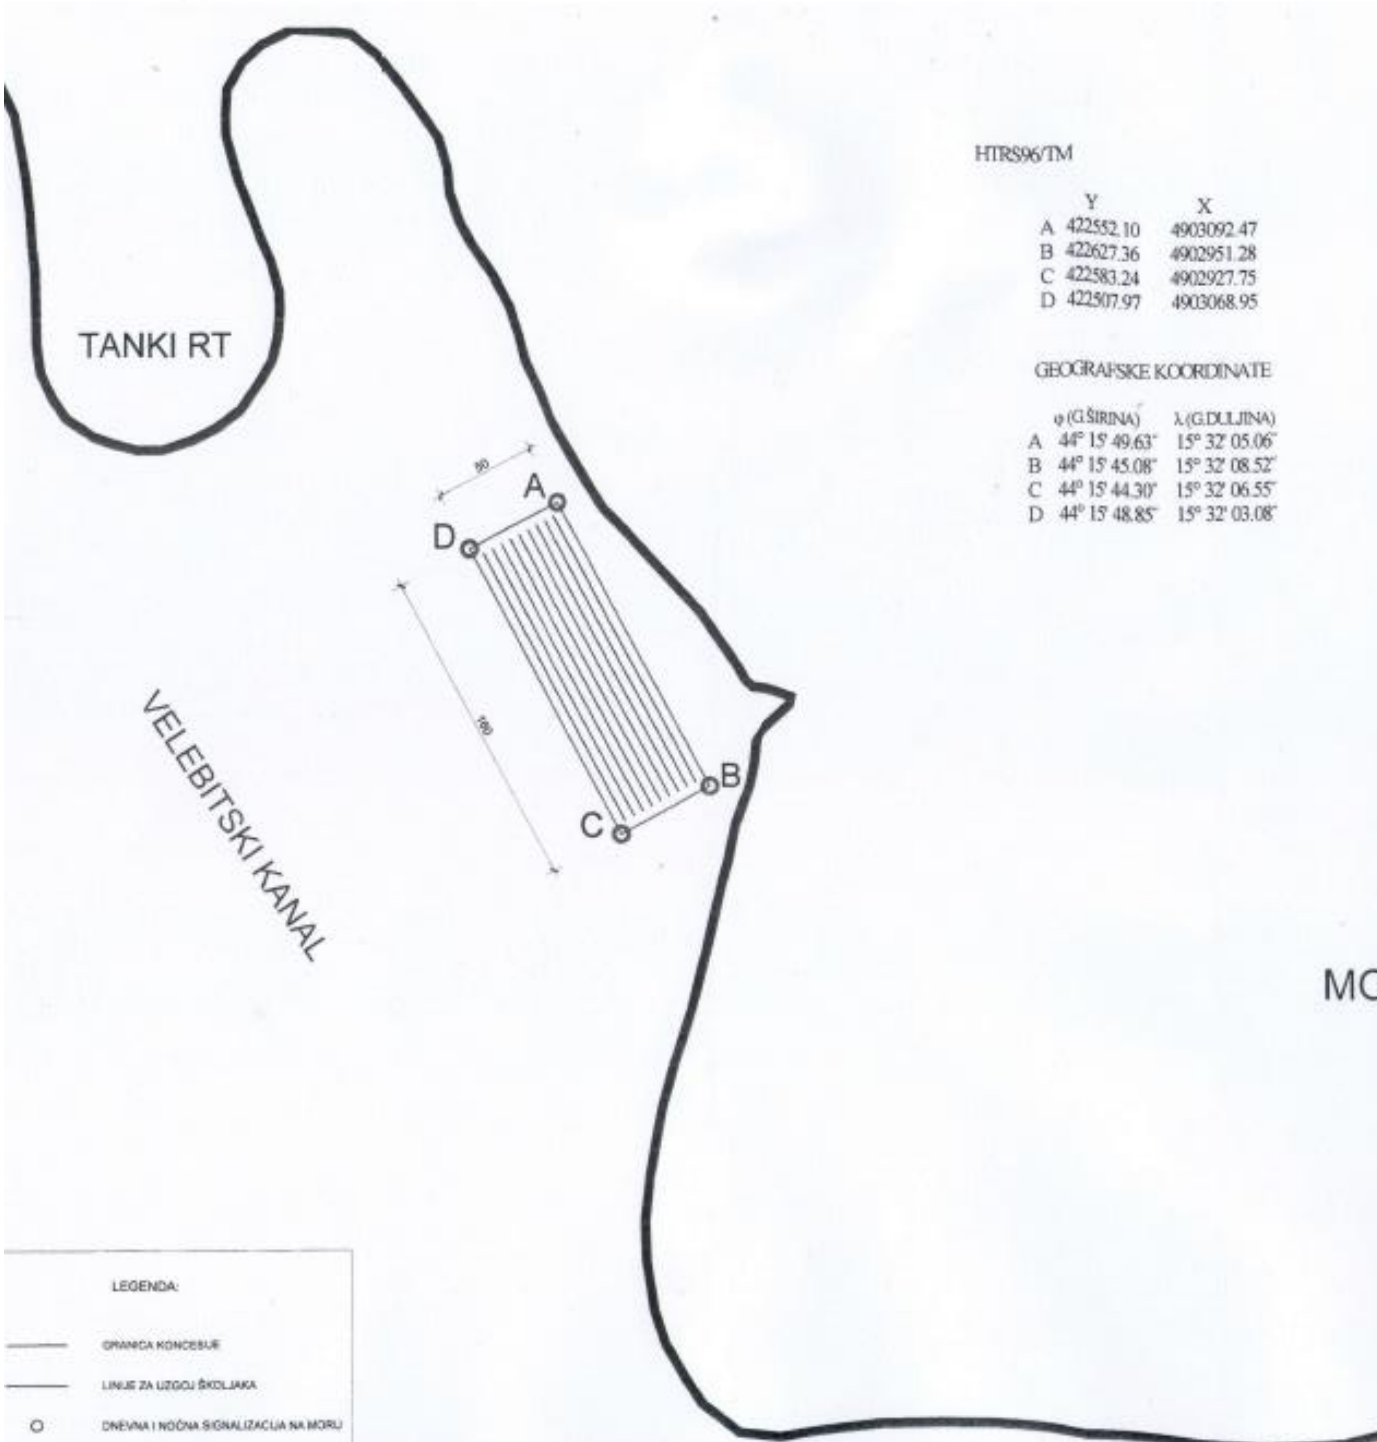 HTRS96/TM
Y X
A 422552.10 4903092.47
B 422627.36 4902951.28
C 422583.24 4902927.75
D 422507.97 4903068.95
TANKI RT
GEOGRAFSKE KOORDINATE
φ (G.ŠIRINA) λ (G.DULJINA)
A 44° 15' 49.63" 15° 32' 05.06"
B 44° 15' 45.08" 15° 32' 08.52"
C 44° 15' 44.30" 15° 32' 06.55"
D 44° 15' 48.85" 15° 32' 03.08"
A
D
160
VELEBITSKI KANAL
B
C
MO
LEGENDA:
GRANICA KONCESIJE
LINIJE ZA UZGOJ ŠKOLJAKA
DNEVNA I NOĆNA SIGNALIZACIJA NA MORU